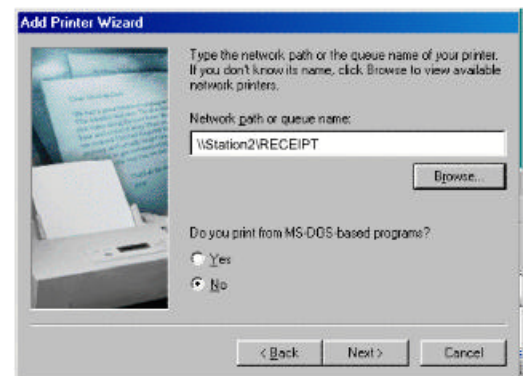 Add Printer Wizard
Type the network path or the queue name of your printer.
If you don't know its name, click Browse to view available
network printers.
Network path or queue name:
\\Station2\RECEIPT
Browse...
Do you print from MS-DOS-based programs?
Yes
No
< Back
Next >
Cancel